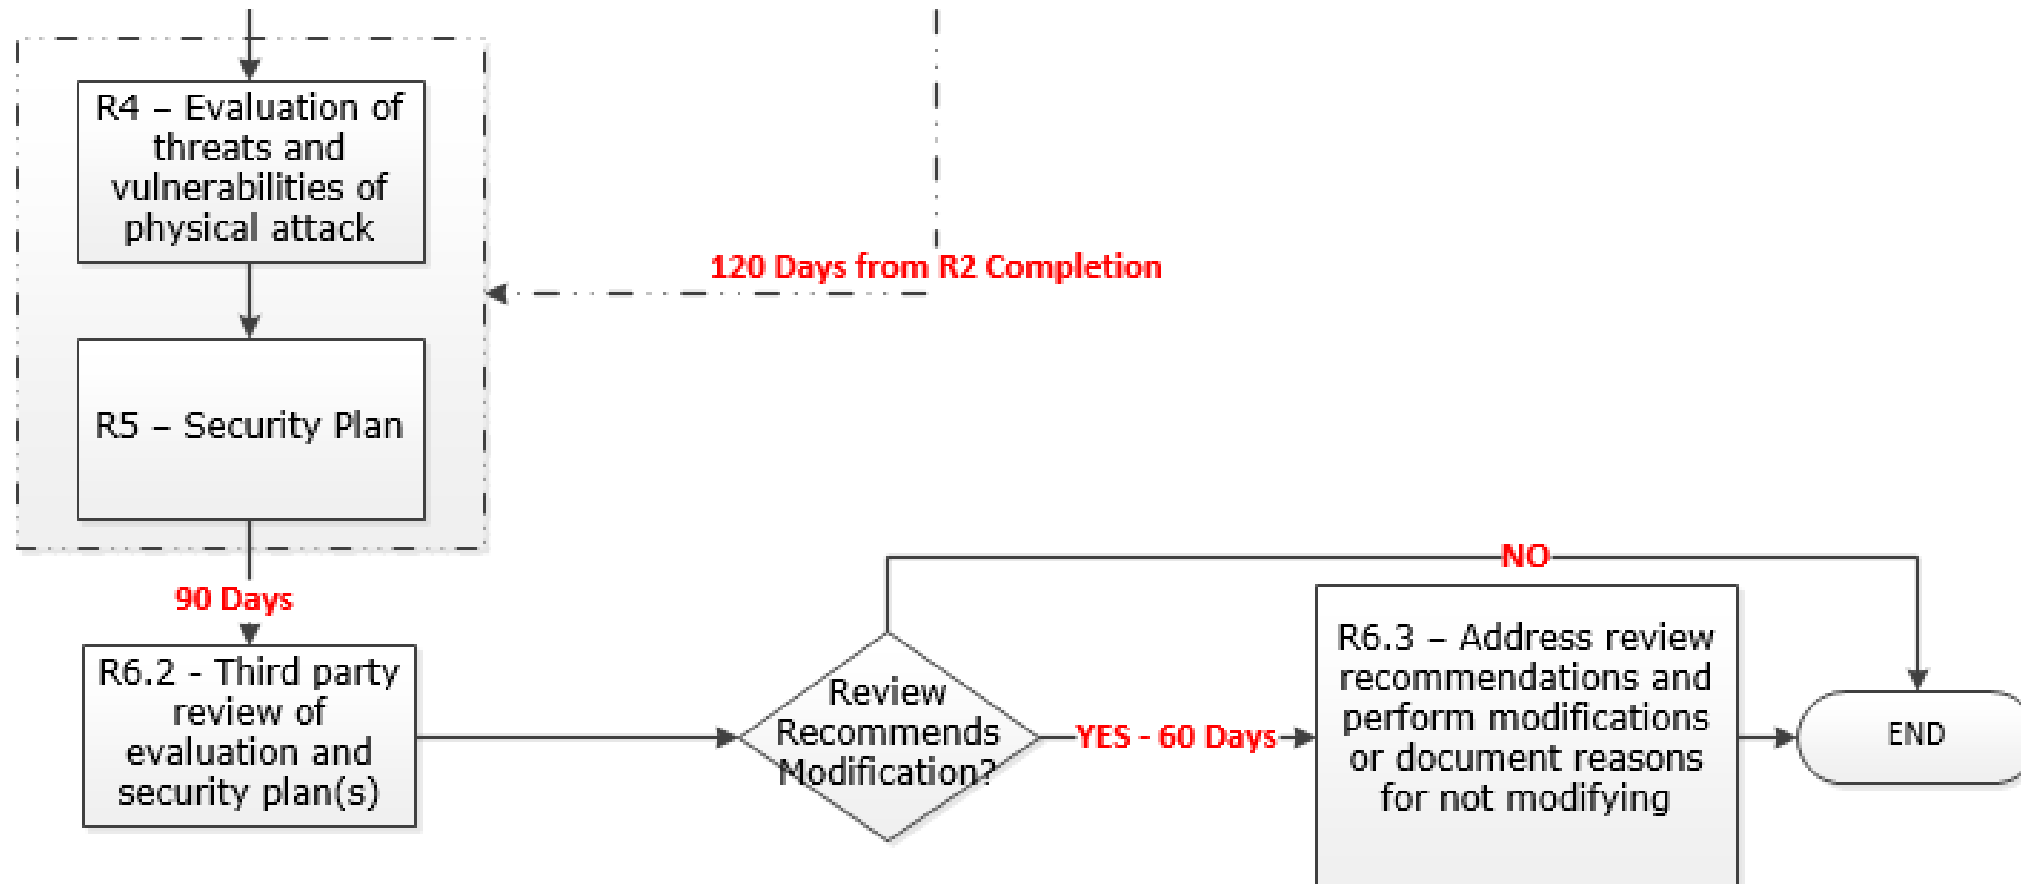 R4 – Evaluation of
threats and
vulnerabilities of
physical attack
120 Days from R2 Completion
R5 – Security Plan
90 Days
R6.2 - Third party
review of
evaluation and
security plan(s)
Review
Recommends
Modification?
NO
YES - 60 Days
R6.3 – Address review
recommendations and
perform modifications
or document reasons
for not modifying
END